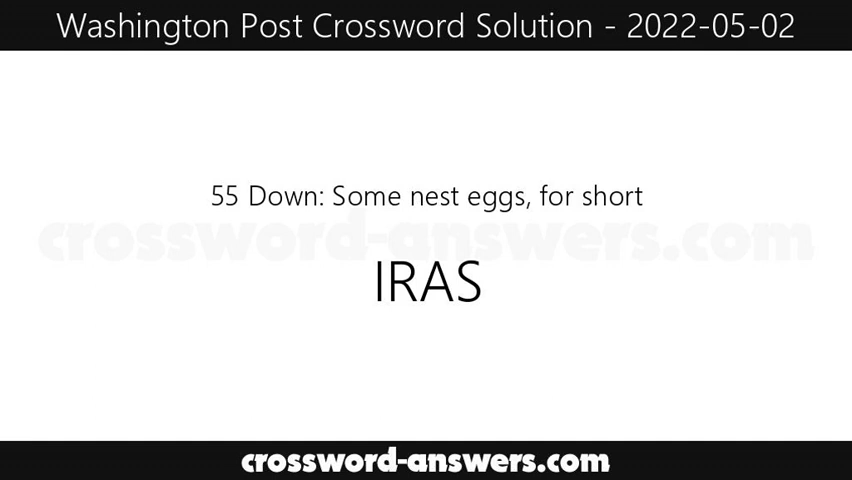 Washington Post Crossword Solution - 2022-05-02
55 Down: Some nest eggs, for short
crossword-answers.com
IRAS
crossword-answers.com